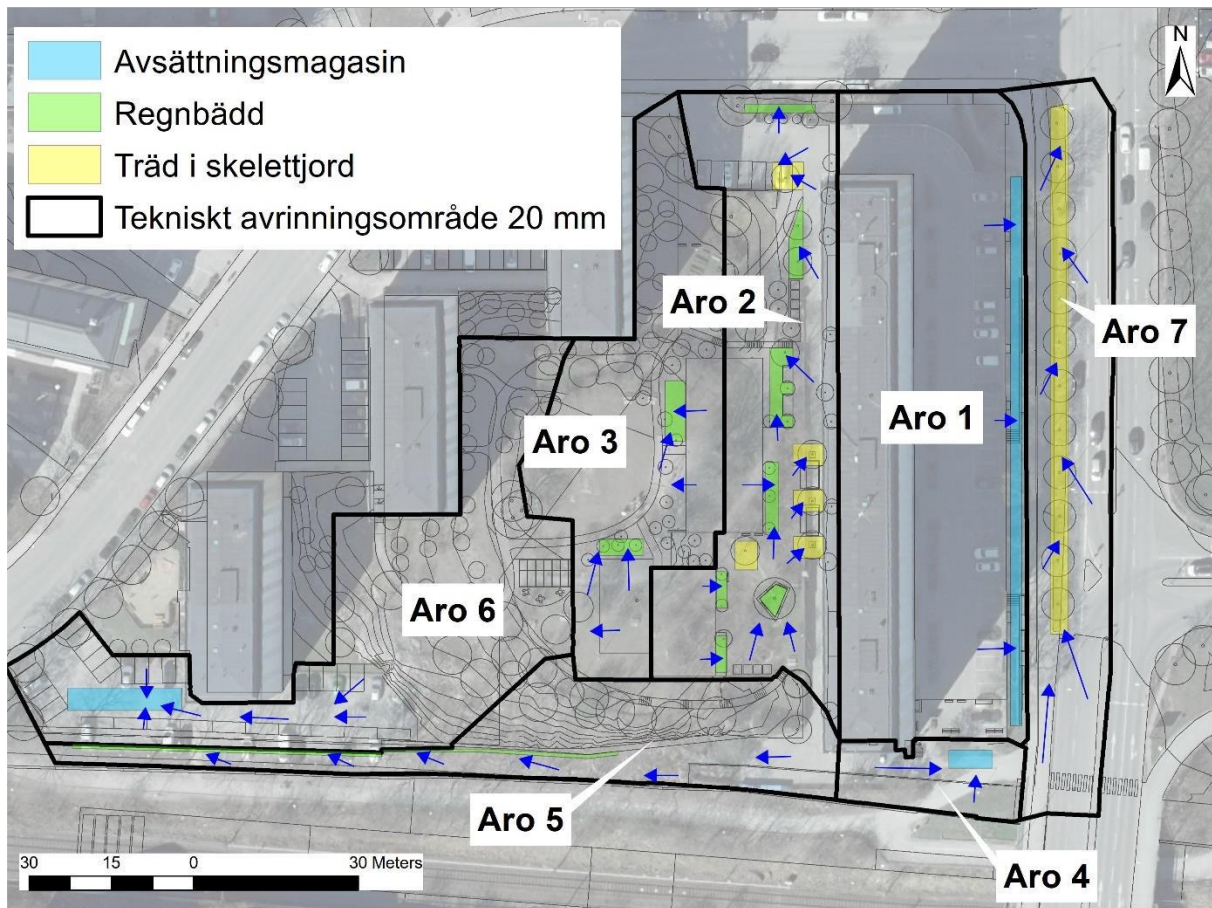 Avsättningsmagasin
Regnbädd
Träd i skelettjord
Tekniskt avrinningsområde 20 mm
N
Aro 2
Aro 7
Aro 1
Aro 3
Aro 6
Aro 5
Aro 4
30 15 0 30 Meters